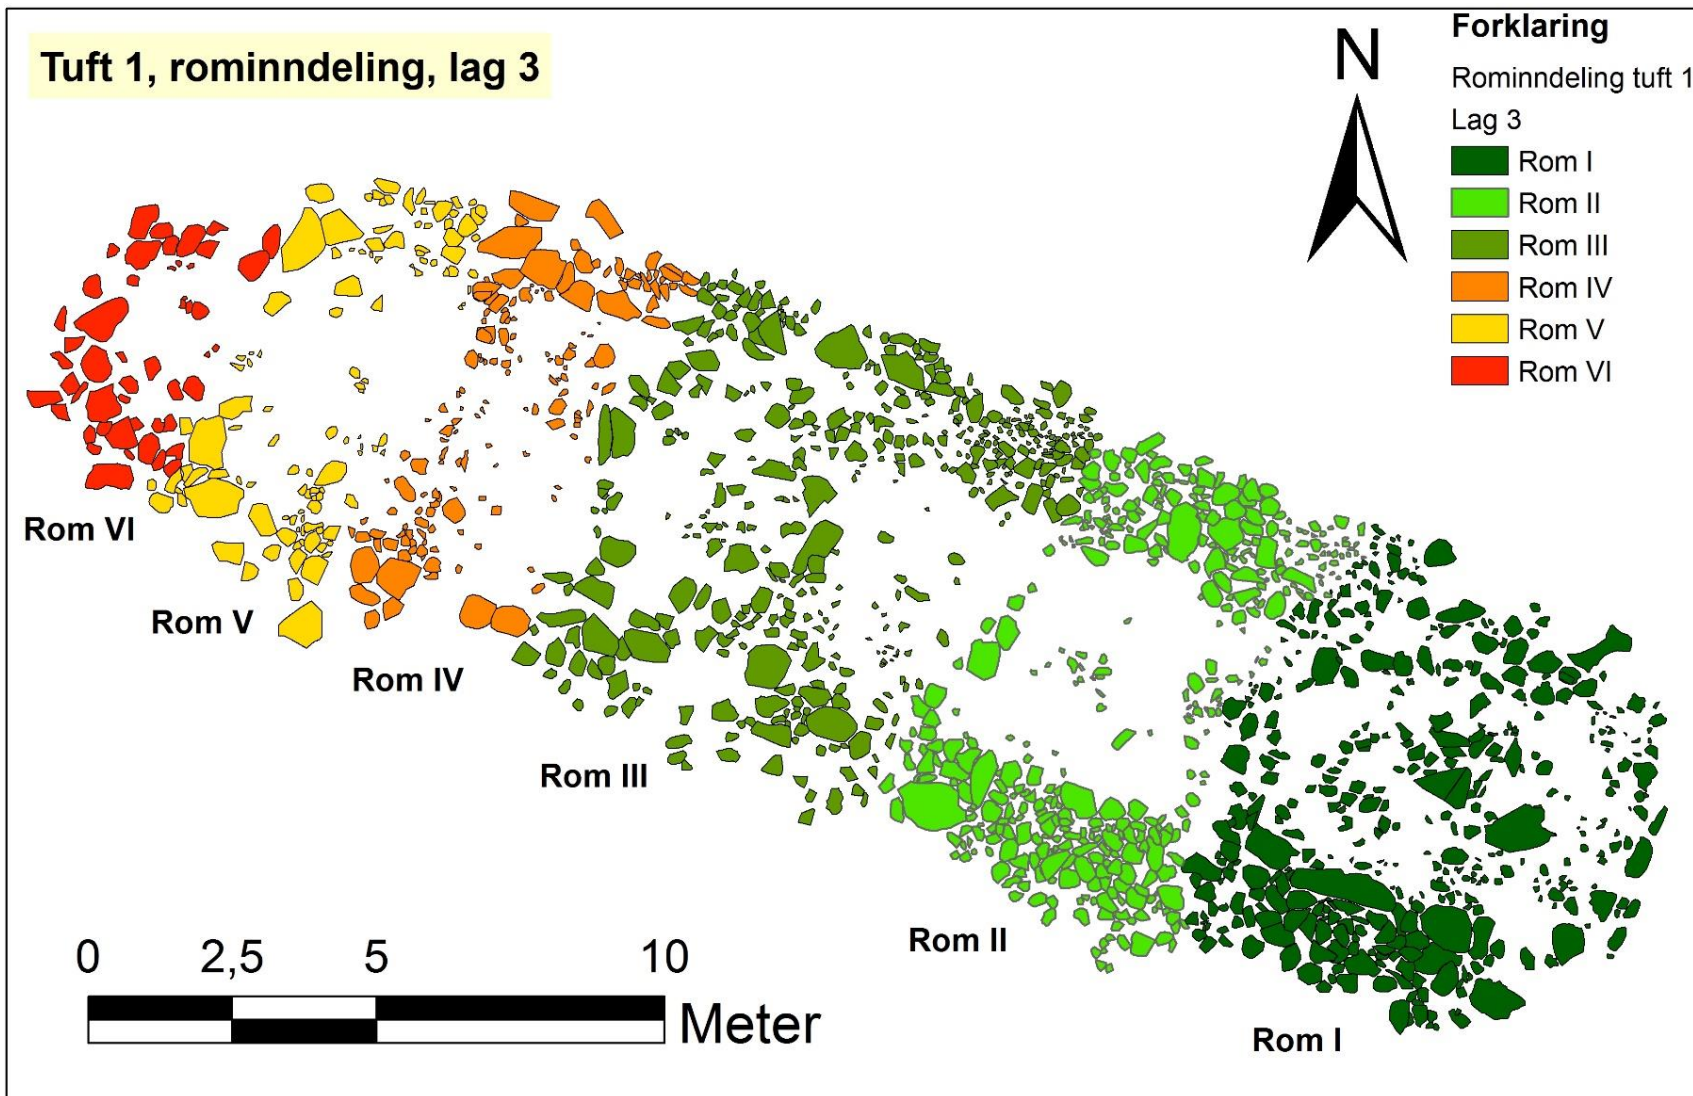 Tuft 1, rominndeling, lag 3
N
Forklaring
Rominndeling tuft 1
Lag 3
Rom I
Rom II
Rom III
Rom IV
Rom V
Rom VI
Rom VI
Rom V
Rom IV
Rom III
Rom II
Rom I
0 2,5 5 10
Meter